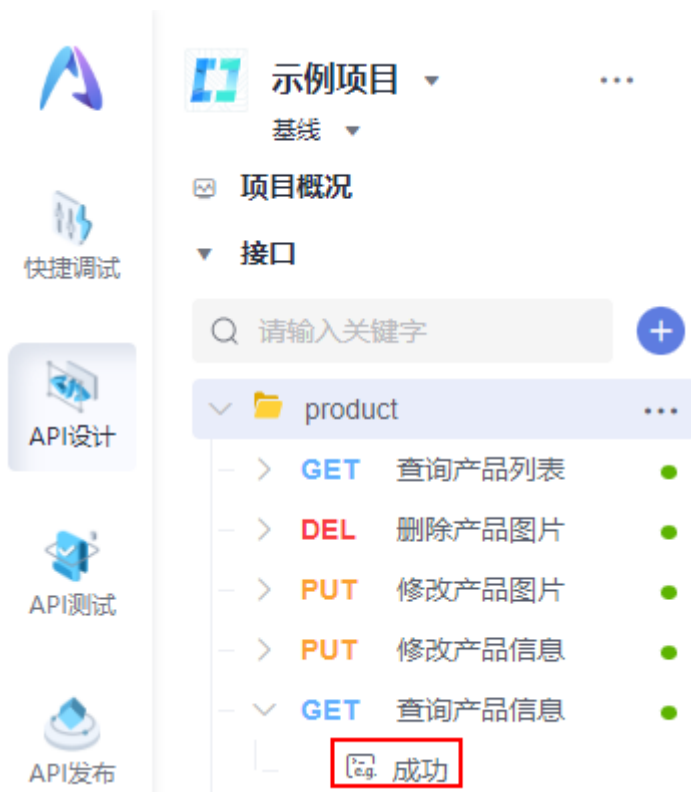 示例项目
基线
项目概况
快捷调试
接口
请输入关键字
API设计
product
GET 查询产品列表
DEL 删除产品图片
API测试
PUT 修改产品图片
PUT 修改产品信息
GET 查询产品信息
API发布
e.g. 成功